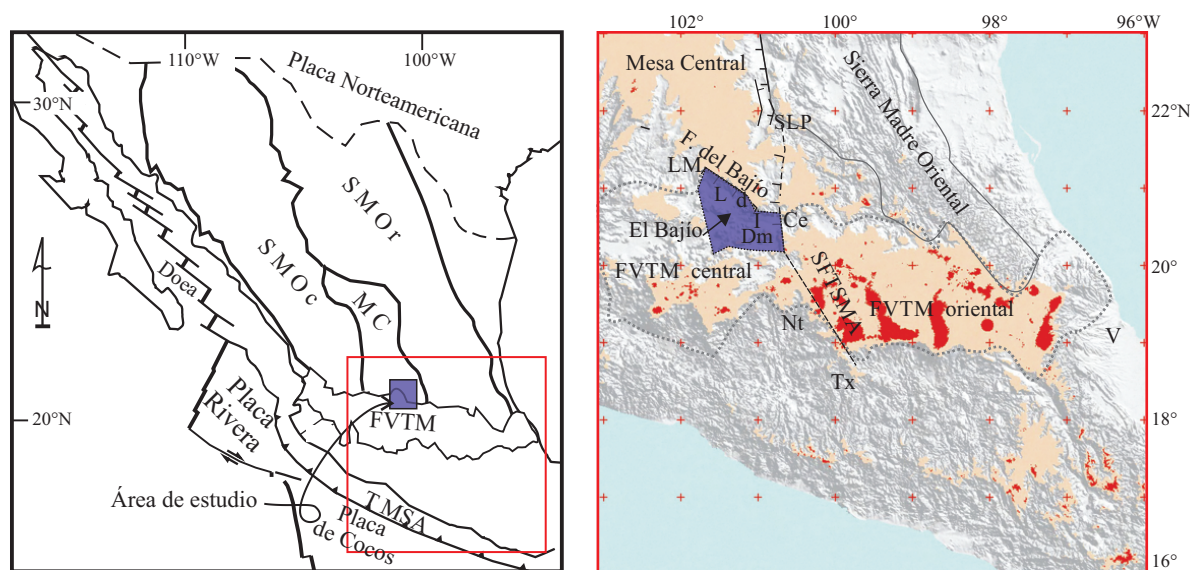 110°W
100°W
30°N
20°N
Placa Norteamericana
SMOr
SMOc
MC
Doea
N
FVTM
Placa
Rivera
Área de estudio
TMSA
Placa
de Cocos
102°
100°
98°
96°W
22°N
20°
18°
16°
Mesa Central
Sierra Madre Oriental
SLP
F del Bajío
LM
L
d
I
Ce
El Bajío
Dm
FVTM central
SFTSMA
FVTM oriental
Nt
V
Tx